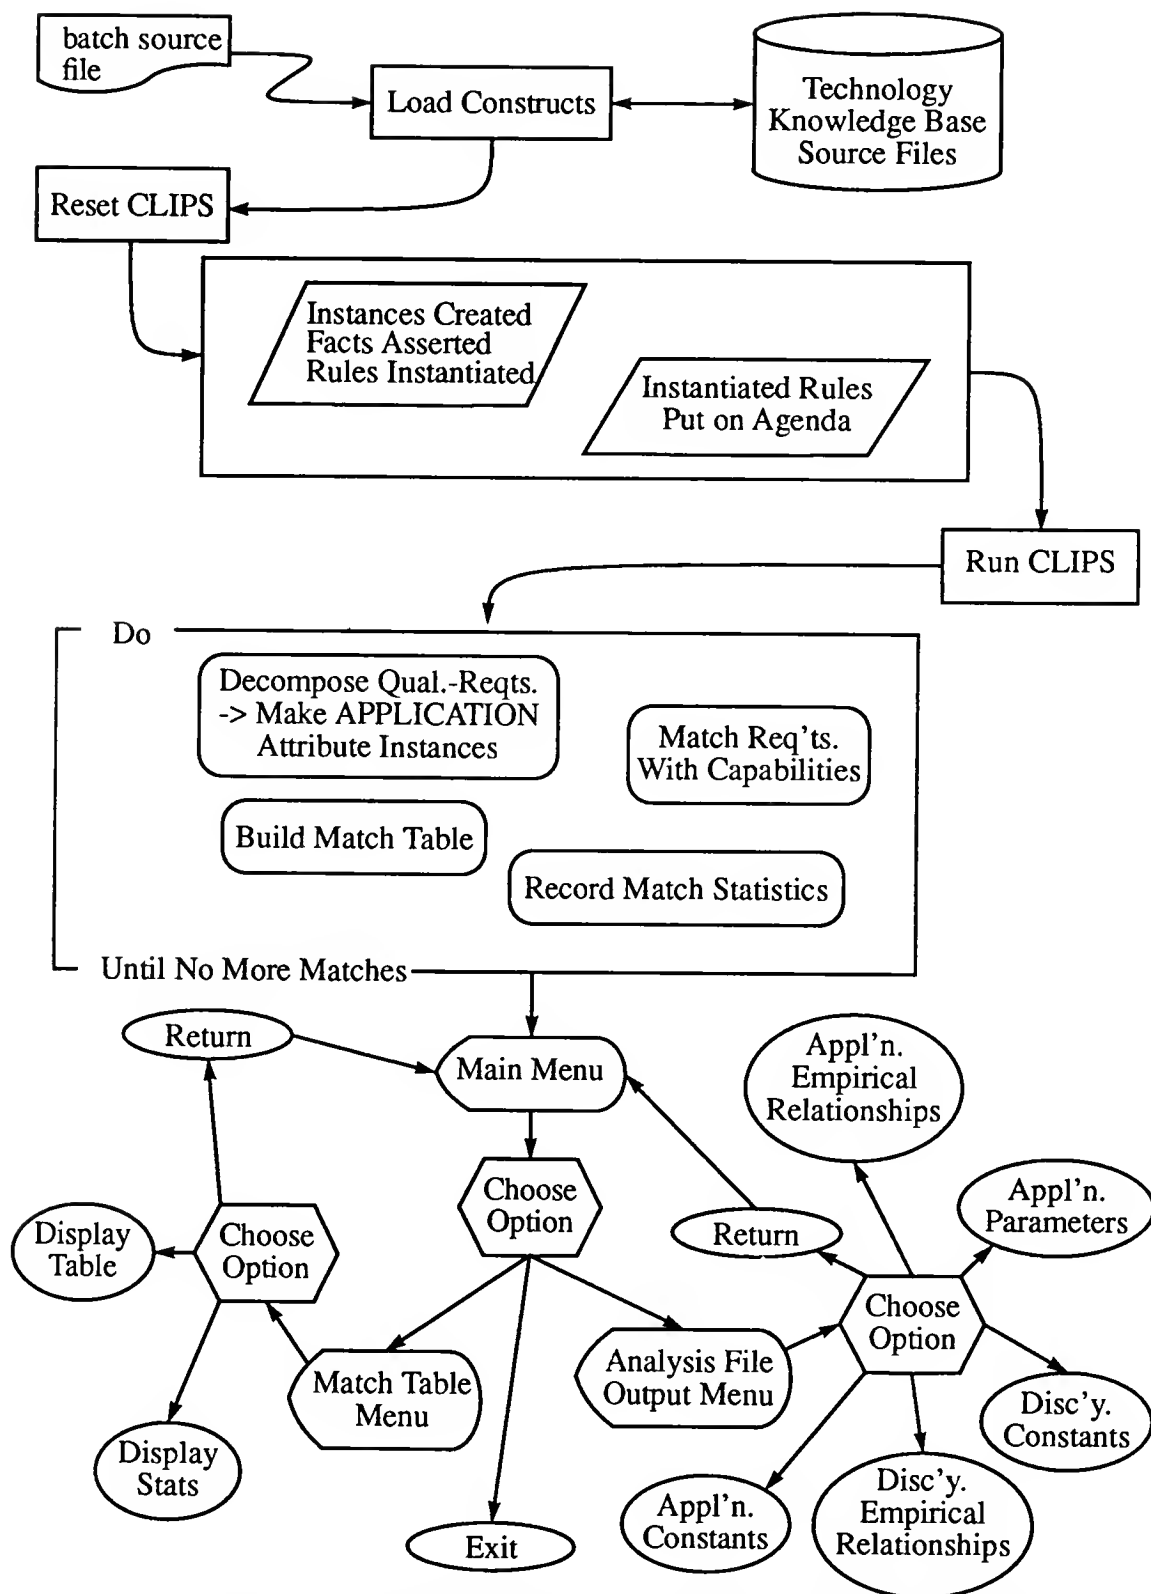 batch source
file
Load Constructs
Technology
Knowledge Base
Source Files
Reset CLIPS
Instances Created
Facts Asserted
Rules Instantiated
Instantiated Rules
Put on Agenda
Run CLIPS
Do
Decompose Qual.-Reqts.
-> Make APPLICATION
Attribute Instances
Match Req'ts.
With Capabilities
Build Match Table
Record Match Statistics
Until No More Matches
Return
Main Menu
Appl'n.
Empirical
Relationships
Choose
Option
Appl'n.
Parameters
Return
Display
Table
Choose
Option
Choose
Option
Match Table
Menu
Analysis File
Output Menu
Disc'y.
Constants
Display
Stats
Appl'n.
Constants
Disc'y.
Empirical
Relationships
Exit